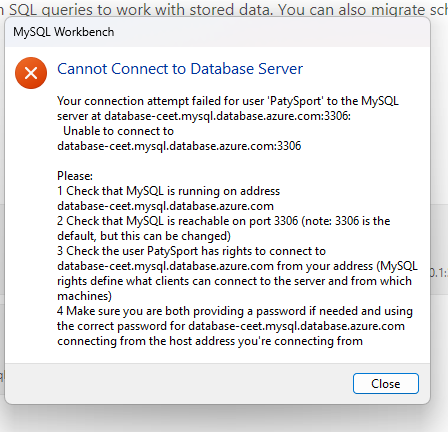 SQL queries to work with stored data. You can also migrate sch
MySQL Workbench
Cannot Connect to Database Server
Your connection attempt failed for user 'PatySport' to the MySQL
server at database-ceet.mysql.database.azure.com:3306:
Unable to connect to
database-ceet.mysql.database.azure.com:3306
Please:
1 Check that MySQL is running on address
database-ceet.mysql.database.azure.com
2 Check that MySQL is reachable on port 3306 (note: 3306 is the
default, but this can be changed)
3 Check the user PatySport has rights to connect to
database-ceet.mysql.database.azure.com from your address (MySQL
rights define what clients can connect to the server and from which
machines)
4 Make sure you are both providing a password if needed and using
the correct password for database-ceet.mysql.database.azure.com
connecting from the host address you're connecting from
Close